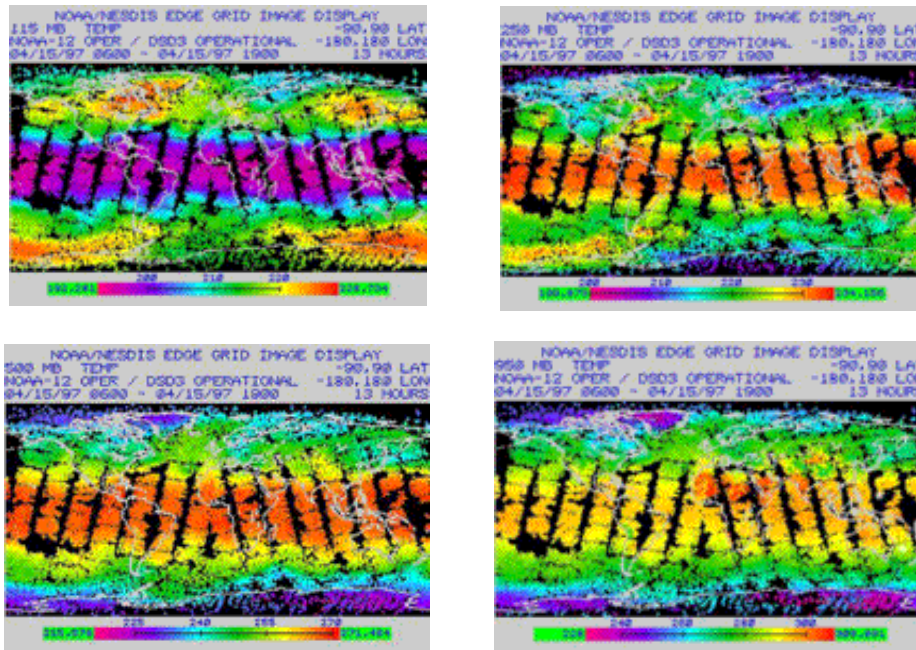 NOAA/NESDIS EDGE GRID IMAGE DISPLAY
115 MB TEMP -90.90 LAT
NOAA-12 OPER / DSD3 OPERATIONAL -180.180 LON
04/15/97 0600 - 04/15/97 1900 13 HOURS
200 210 220
NOAA/NESDIS EDGE GRID IMAGE DISPLAY
250 MB TEMP -90.90 LAT
NOAA-12 OPER / DSD3 OPERATIONAL -180.180 LON
04/15/97 0600 - 04/15/97 1900 13 HOURS
200 210 220 230
NOAA/NESDIS EDGE GRID IMAGE DISPLAY
500 MB TEMP -90.90 LAT
NOAA-12 OPER / DSD3 OPERATIONAL -180.180 LON
04/15/97 0600 - 04/15/97 1900 13 HOURS
225 240 255 270
NOAA/NESDIS EDGE GRID IMAGE DISPLAY
950 MB TEMP -90.90 LAT
NOAA-12 OPER / DSD3 OPERATIONAL -180.180 LON
04/15/97 0600 - 04/15/97 1900 13 HOURS
240 260 280 300